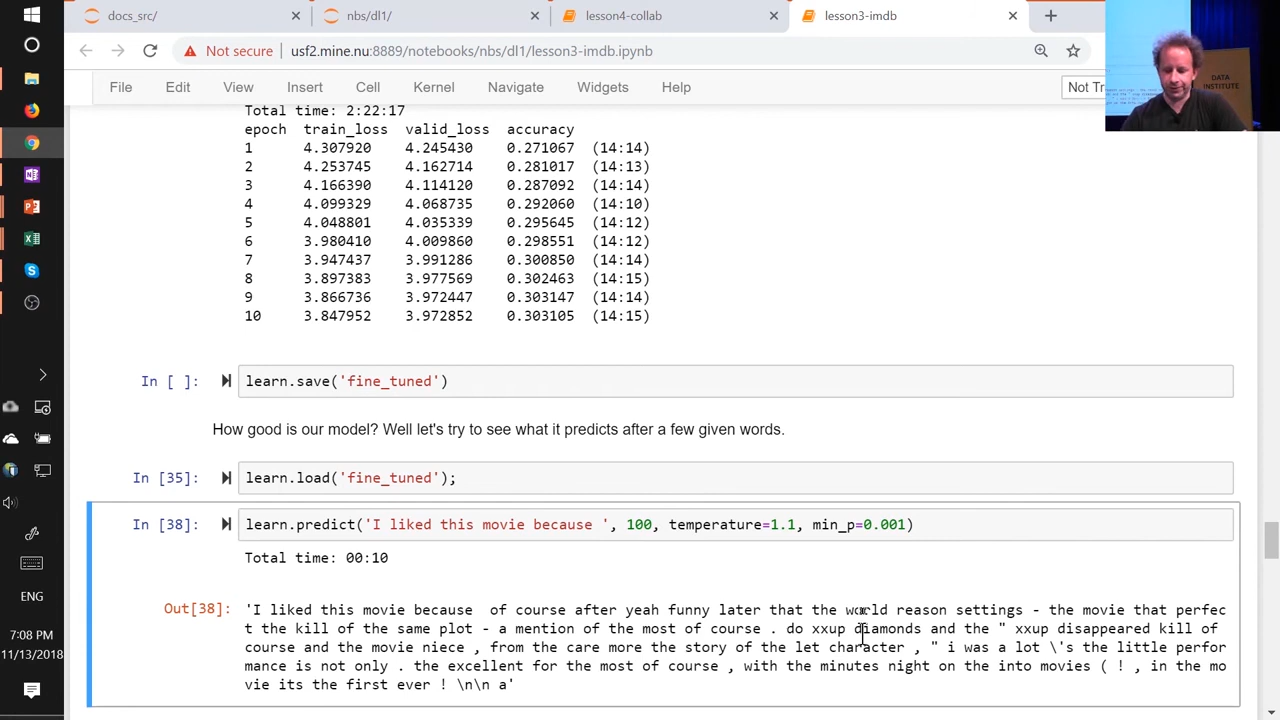 docs_src/
nbs/dl1/
lesson4-collab
lesson3-imdb
Not secure usf2.mine.nu:8889/notebooks/nbs/dl1/lesson3-imdb.ipynb
File Edit View Insert Cell Kernel Navigate Widgets Help Not Tr
DATA
INSTITUTE
Total time: 2:22:17
epoch train_loss valid_loss accuracy
1 4.307920 4.245430 0.271067 (14:14)
2 4.253745 4.162714 0.281017 (14:13)
3 4.166390 4.114120 0.287092 (14:14)
4 4.099329 4.068735 0.292060 (14:10)
5 4.048801 4.035339 0.295645 (14:12)
6 3.980410 4.009860 0.298551 (14:12)
7 3.947437 3.991286 0.300850 (14:14)
8 3.897383 3.977569 0.302463 (14:15)
9 3.866736 3.972447 0.303147 (14:14)
10 3.847952 3.972852 0.303105 (14:15)
In [ ]: learn.save('fine_tuned')
How good is our model? Well let's try to see what it predicts after a few given words.
In [35]: learn.load('fine_tuned');
In [38]: learn.predict('I liked this movie because ', 100, temperature=1.1, min_p=0.001)
Total time: 00:10
Out[38]: 'I liked this movie because  of course after yeah funny later that the world reason settings - the movie that perfec
t the kill of the same plot - a mention of the most of course . do xxup diamonds and the " xxup disappeared kill of
course and the movie niece , from the care more the story of the let character , " i was a lot \'s the little perfor
mance is not only . the excellent for the most of course , with the minutes night on the into movies ( ! , in the mo
vie its the first ever ! \n\n a'
ENG
7:08 PM
11/13/2018